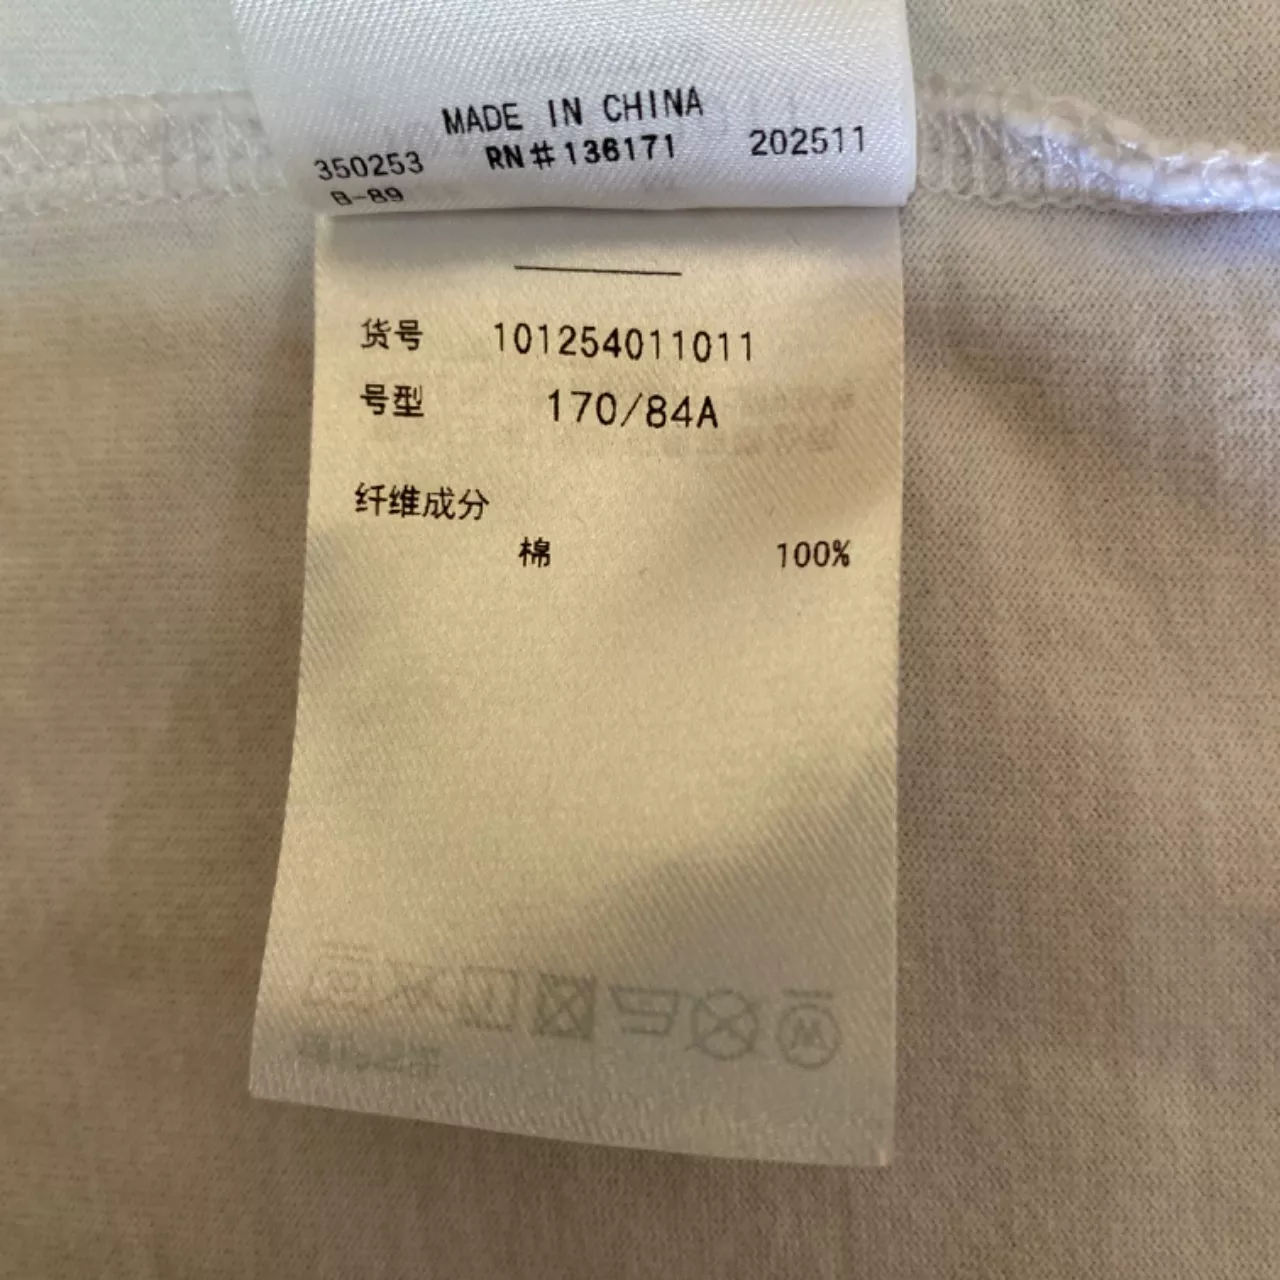 MADE IN CHINA
350253 RN#136171 202511
B-89
货号 101254011011
号型 170/84A
纤维成分
棉 100%